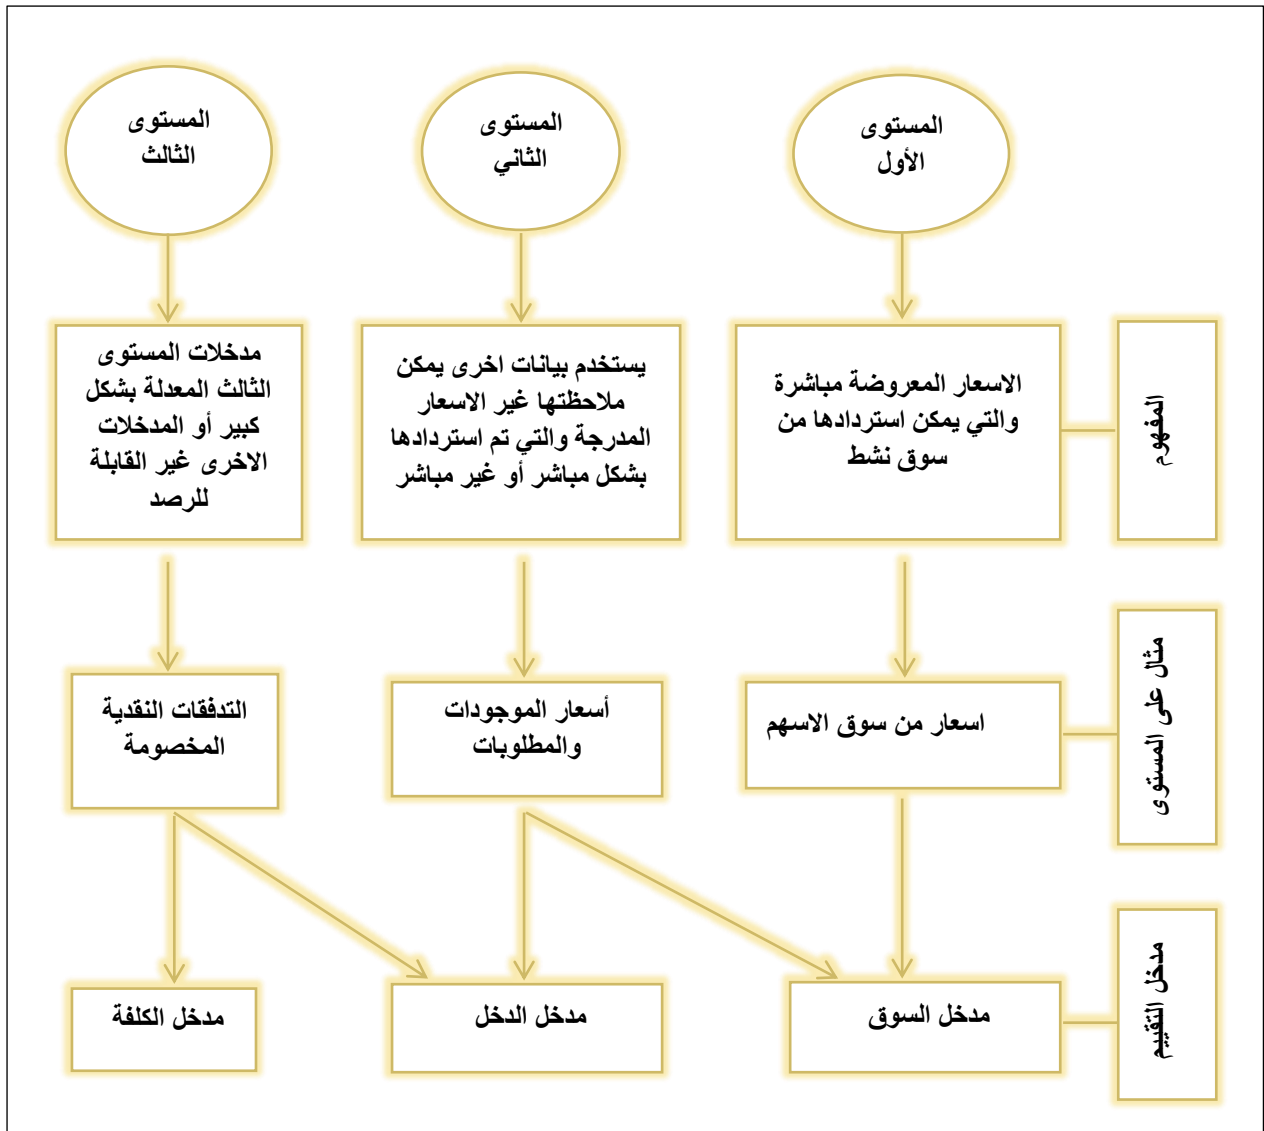 المستوى
الأول
المستوى
الثاني
المستوى
الثالث
المفهوم
الاسعار المعروضة مباشرة
والتي يمكن استردادها من
سوق نشط
يستخدم بيانات اخرى يمكن
ملاحظتها غير الاسعار
المدرجة والتي تم استردادها
بشكل مباشر أو غير مباشر
مدخلات المستوى
الثالث المعدلة بشكل
كبير أو المدخلات
الاخرى غير القابلة
للرصد
مثال على المستوى
اسعار من سوق الاسهم
أسعار الموجودات
والمطلوبات
التدفقات النقدية
المخصومة
مدخل التقييم
مدخل السوق
مدخل الدخل
مدخل الكلفة